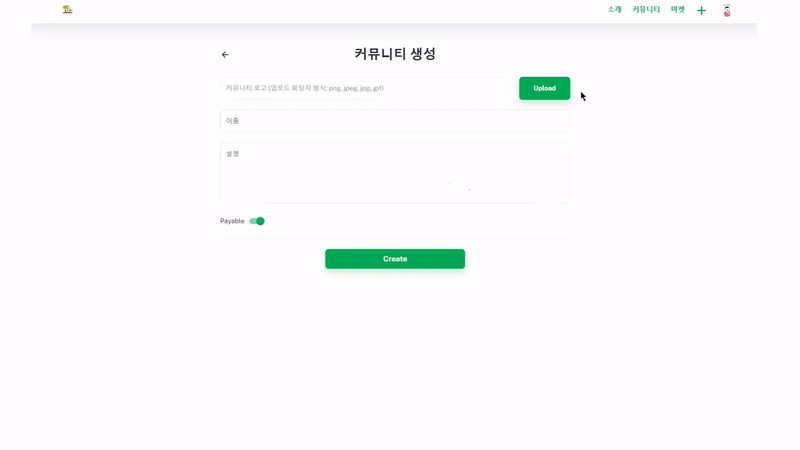 소개 커뮤니티 마켓
커뮤니티 생성
커뮤니티 로고 (업로드 확장자 형식: png, jpeg, jpg, gif)
Upload
이름
설명
Payable
Create